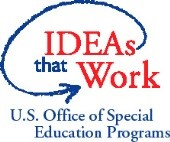 IDEAs
that Work
U.S. Office of Special
Education Programs